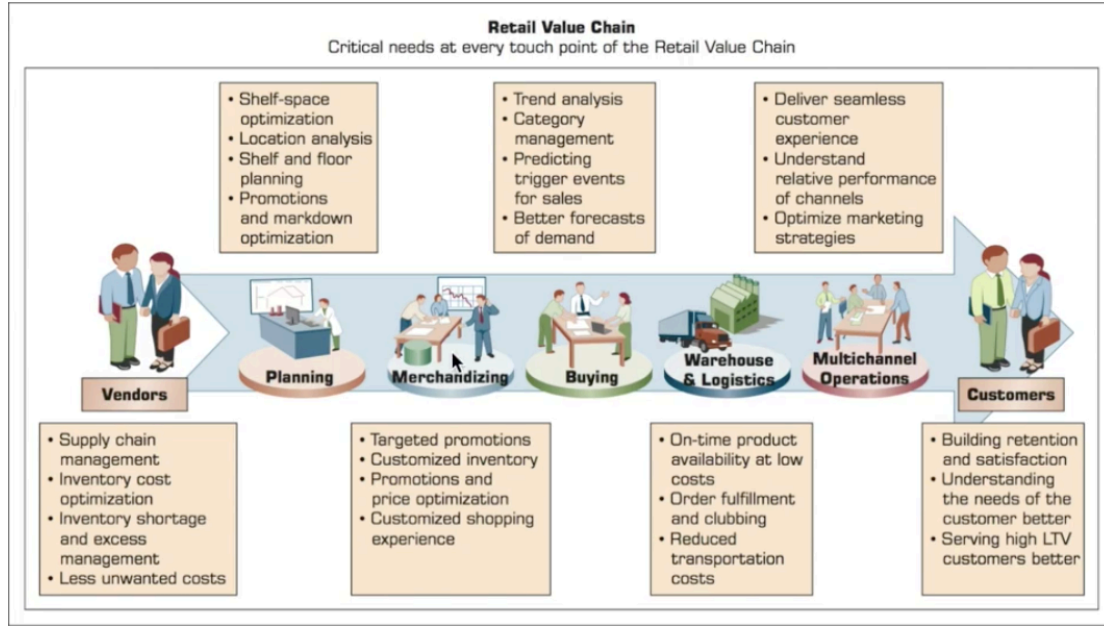 Retail Value Chain
Critical needs at every touch point of the Retail Value Chain
• Shelf-space
optimization
• Location analysis
• Shelf and floor
planning
• Promotions
and markdown
optimization
• Trend analysis
• Category
management
• Predicting
trigger events
for sales
• Better forecasts
of demand
• Deliver seamless
customer
experience
• Understand
relative performance
of channels
• Optimize marketing
strategies
Vendors
Planning
Merchandizing
Buying
Warehouse
& Logistics
Multichannel
Operations
Customers
• Supply chain
management
• Inventory cost
optimization
• Inventory shortage
and excess
management
• Less unwanted costs
• Targeted promotions
• Customized inventory
• Promotions and
price optimization
• Customized shopping
experience
• On-time product
availability at low
costs
• Order fulfillment
and clubbing
• Reduced
transportation
costs
• Building retention
and satisfaction
• Understanding
the needs of the
customer better
• Serving high LTV
customers better